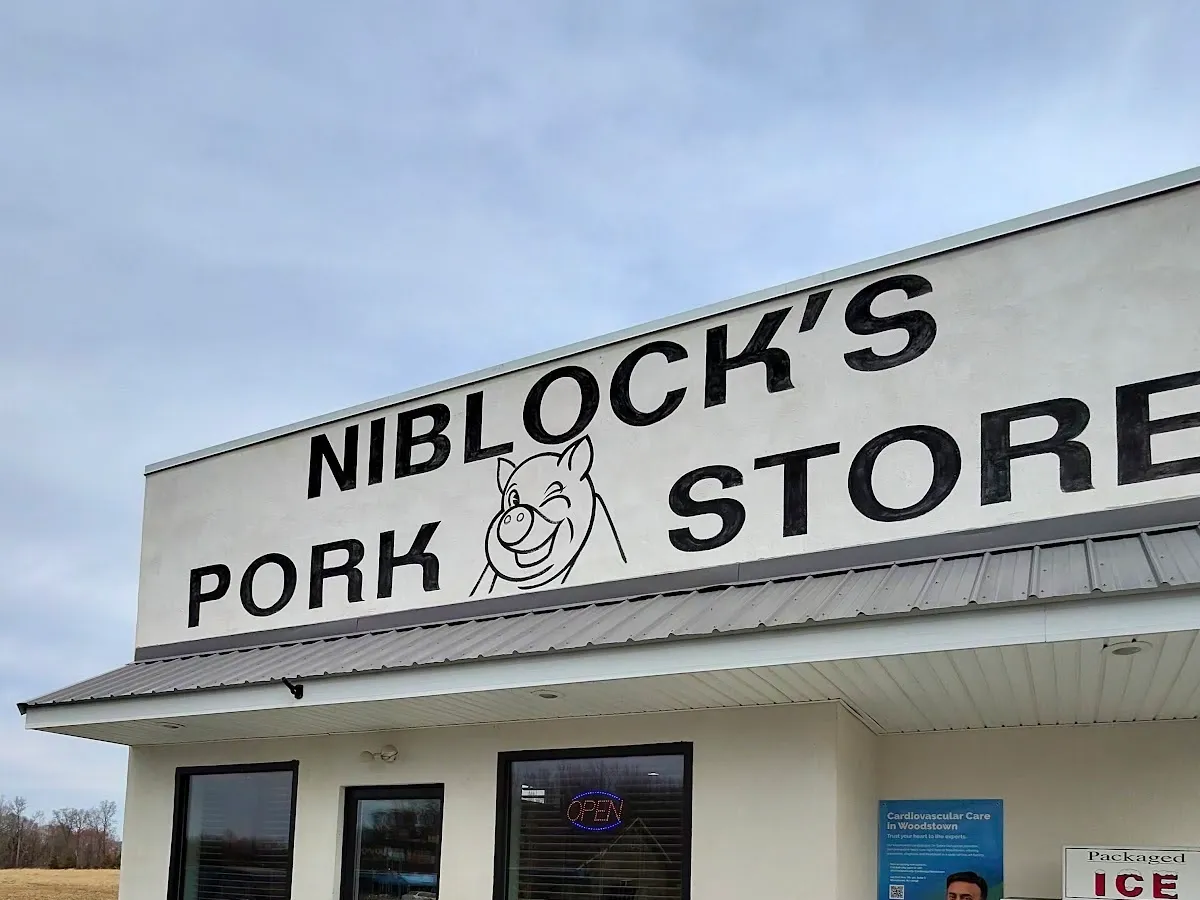 NIBLOCK'S
PORK STORE
OPEN
Cardiovascular Care
in Woodstown
Trust your heart to the experts.
Packaged
ICE